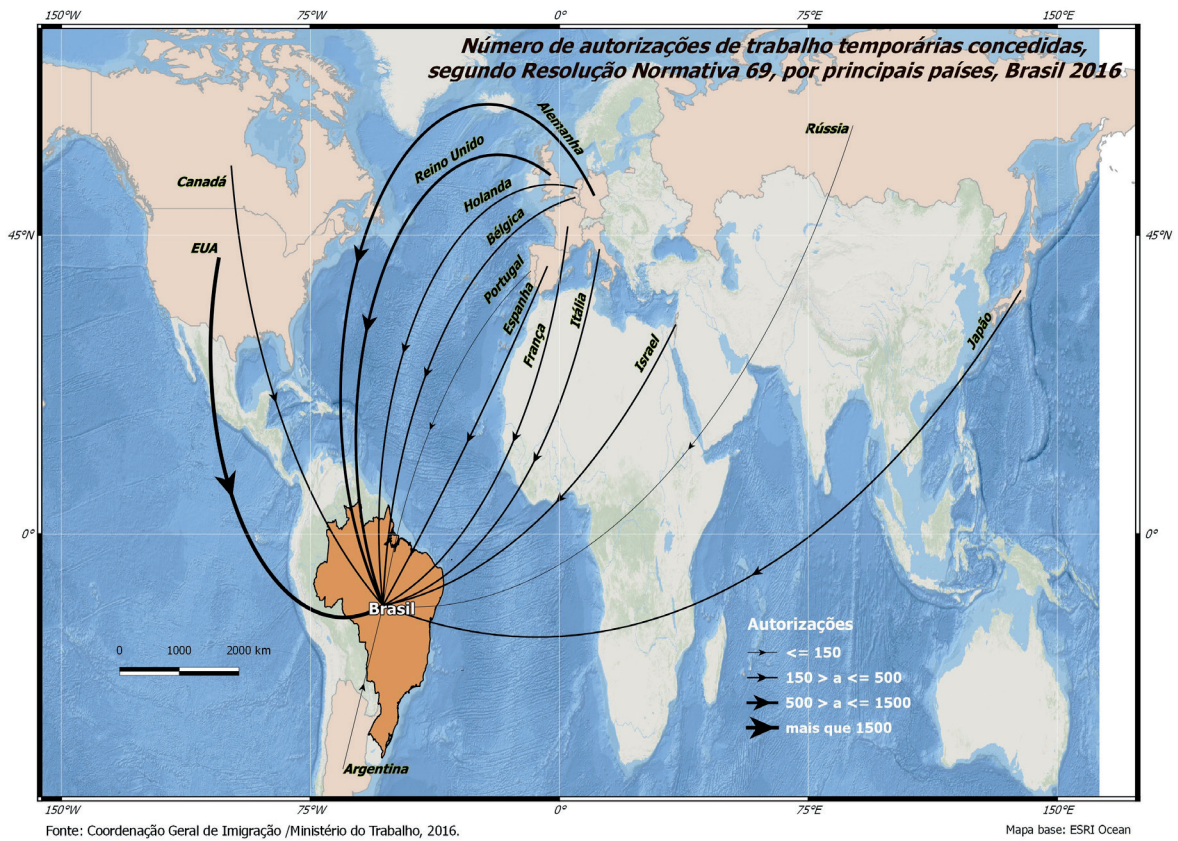 150°W 75°W 0° 75°E 150°E
Número de autorizações de trabalho temporárias concedidas,
segundo Resolução Normativa 69, por principais países, Brasil 2016
Alemanha
Rússia
Reino Unido
Canadá
Holanda
Bélgica
45°N 45°N
EUA
Portugal
Espanha
França
Itália
Israel
Japão
0° 0°
Brasil
Autorizações
<= 150
150 > a <= 500
500 > a <= 1500
mais que 1500
0 1000 2000 km
Argentina
150°W 75°W 0° 75°E 150°E
Fonte: Coordenação Geral de Imigração /Ministério do Trabalho, 2016.
Mapa base: ESRI Ocean